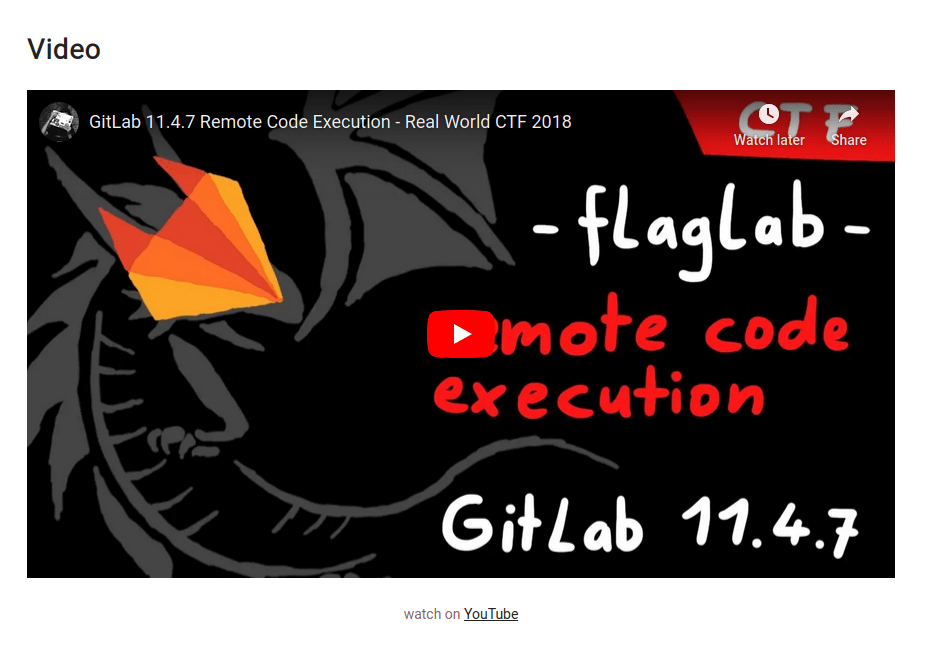 Video
GitLab 11.4.7 Remote Code Execution - Real World CTF 2018
CTF
Watch later
Share
- flaglab -
emote code
execution
GitLab 11.4.7
watch on YouTube